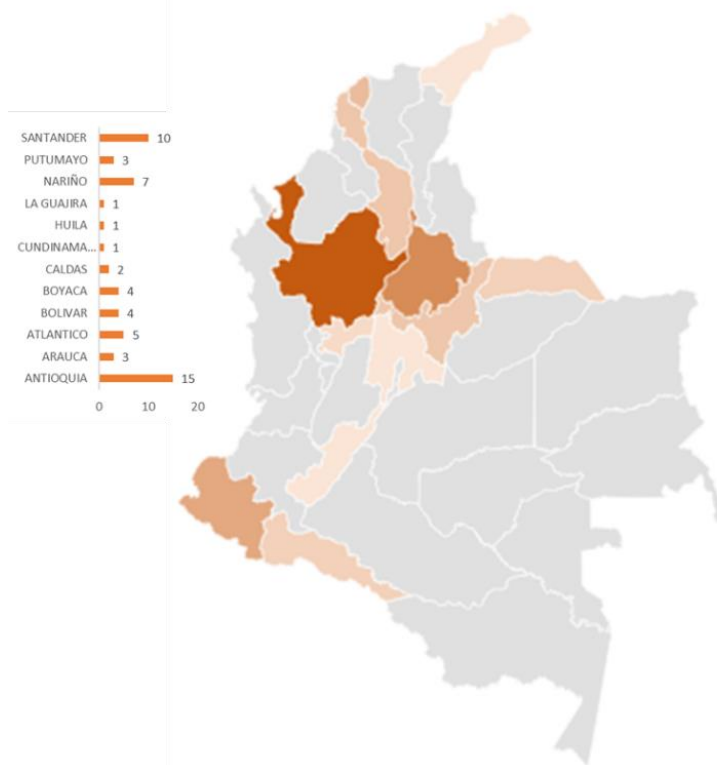 SANTANDER 10
PUTUMAYO 3
NARIÑO 7
LA GUAJIRA 1
HUILA 1
CUNDINAMA... 1
CALDAS 2
BOYACA 4
BOLIVAR 4
ATLANTICO 5
ARAUCA 3
ANTIOQUIA 15
0 10 20